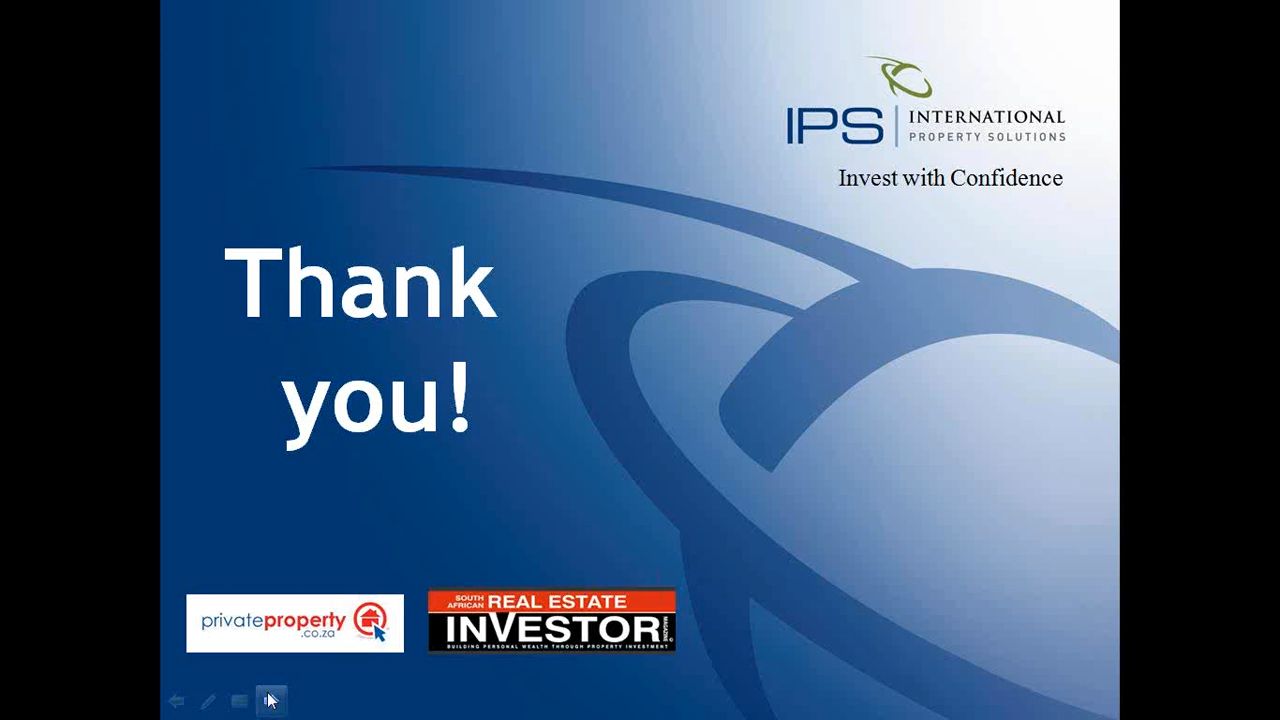 IPS INTERNATIONAL
PROPERTY SOLUTIONS
Invest with Confidence
Thank
you!
privateproperty
.co.za
SOUTH AFRICAN REAL ESTATE
INVESTOR MAGAZINE
BUILDING PERSONAL WEALTH THROUGH PROPERTY INVESTMENT